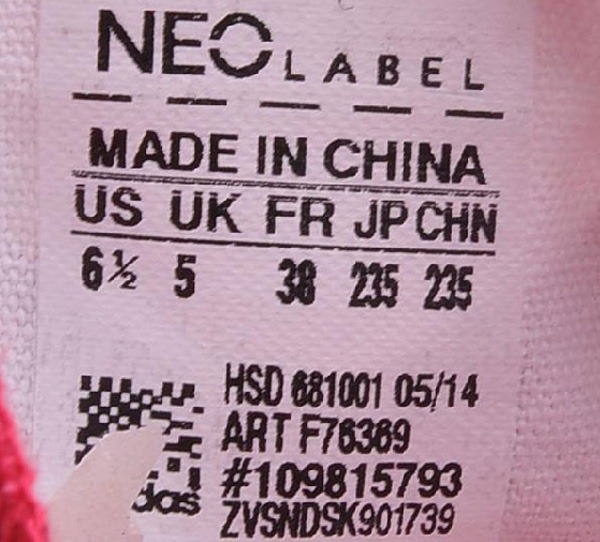 NEO LABEL
MADE IN CHINA
US UK FR JP CHN
6½ 5 38 235 235
HSD 681001 05/14
ART F76369
#109815793
ZVSNDSK901739
das